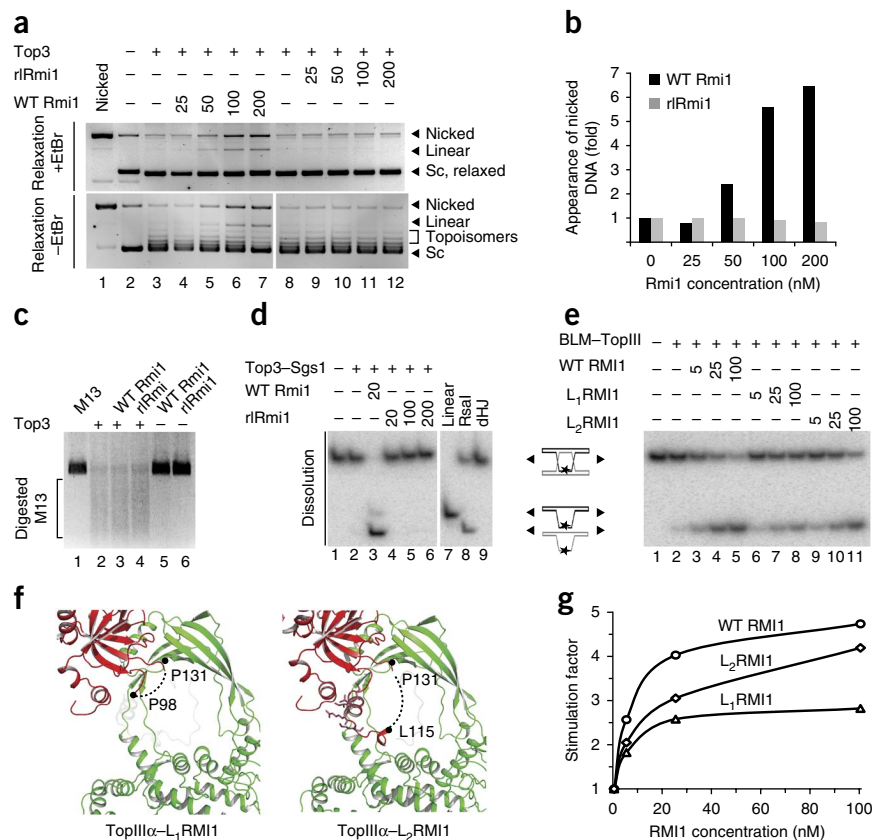 a
Top3 – + + + + + + + + + +
rlRmi1 – – – – – – – 25 50 100 200
WT Rmi1 – – 25 50 100 200 – – – – –
Nicked
Relaxation +EtBr
Nicked
Linear
Sc, relaxed
Relaxation –EtBr
Nicked
Linear
Topoisomers
Sc
1 2 3 4 5 6 7 8 9 10 11 12
b
Appearance of nicked DNA (fold)
7
6
5
4
3
2
1
WT Rmi1
rlRmi1
0 25 50 100 200
Rmi1 concentration (nM)
c
M13 WT Rmi1 rlRmi WT Rmi1 rlRmi1
Top3 + + + – –
Digested M13
1 2 3 4 5 6
d
Top3–Sgs1 – + + + + +
WT Rmi1 – – 20 – – –
rlRmi1 – – – 20 100 200
Linear RsaI dHJ
Dissolution
1 2 3 4 5 6 7 8 9
e
BLM–TopIII – + + + + + + + + + +
WT RMI1 5 25 100
L1RMI1 5 25 100
L2RMI1 5 25 100
1 2 3 4 5 6 7 8 9 10 11
f
P131
P98
TopIIIα–L1RMI1
P131
L115
TopIIIα–L2RMI1
g
Stimulation factor
5
4
3
2
1
WT RMI1
L2RMI1
L1RMI1
0 20 40 60 80 100
RMI1 concentration (nM)